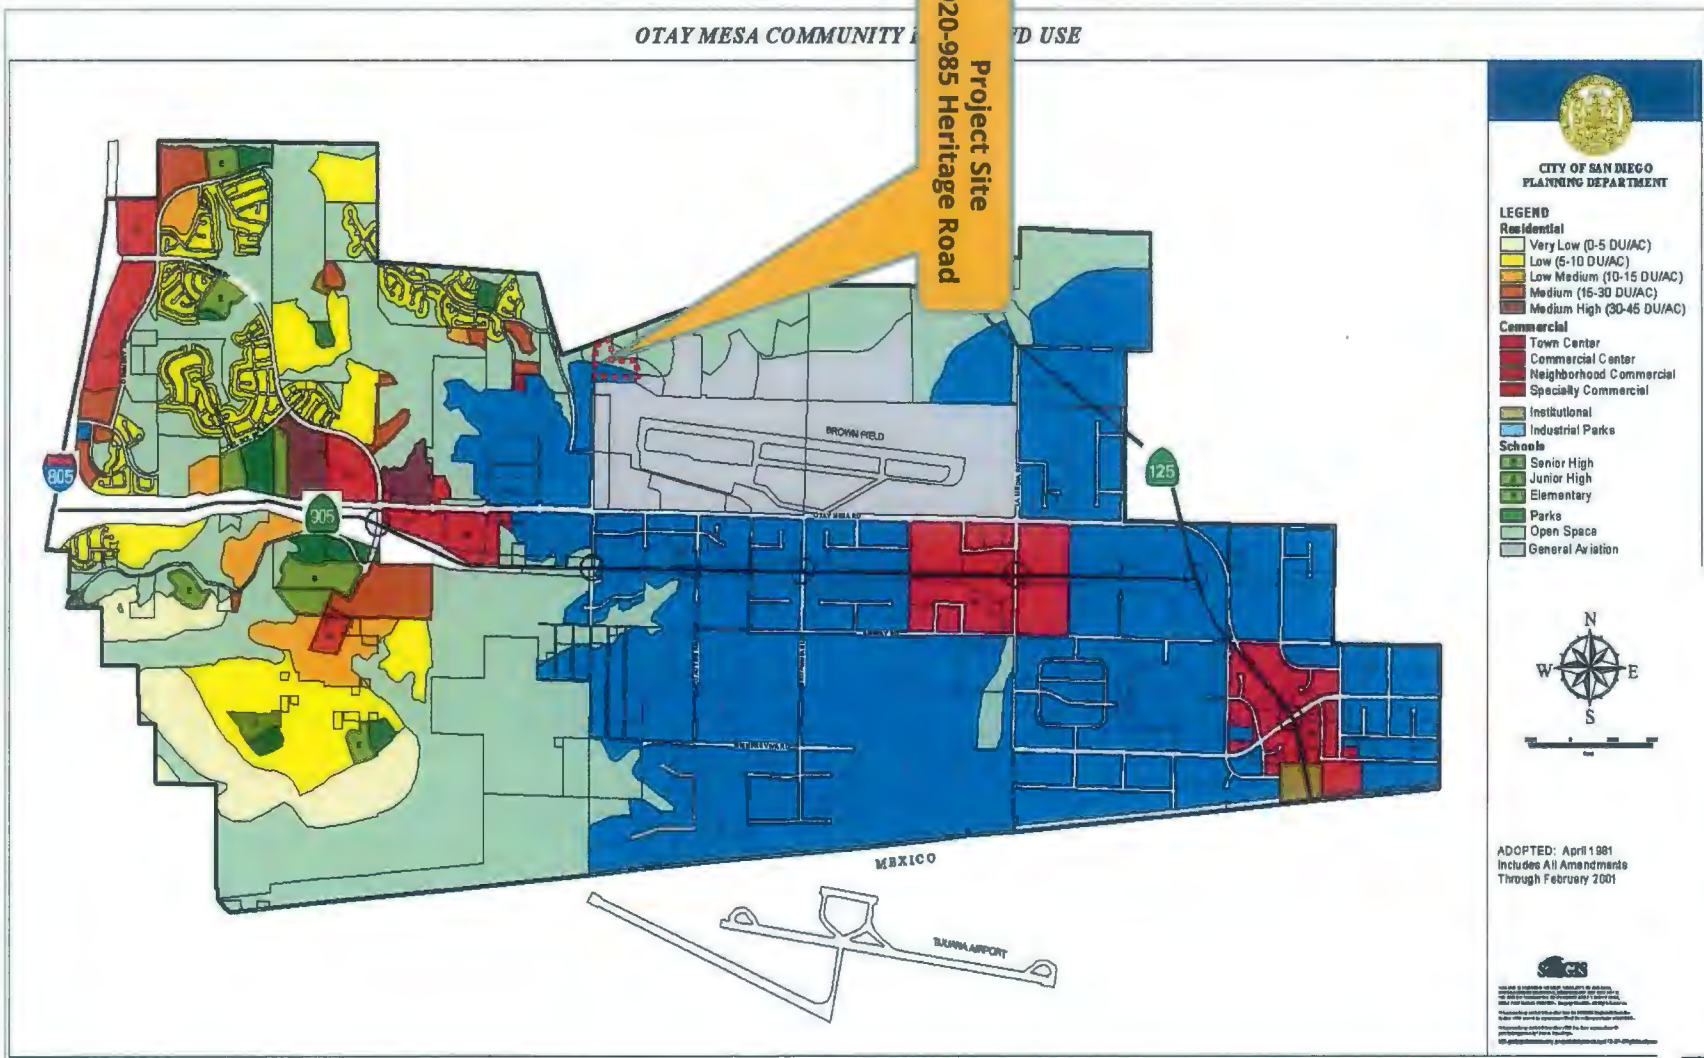 OTAY MESA COMMUNITY
D USE
Project Site
920-985 Heritage Road
CITY OF SAN DIEGO
PLANNING DEPARTMENT
LEGEND
Residential
Very Low (0-5 DU/AC)
Low (5-10 DU/AC)
Low Medium (10-15 DU/AC)
Medium (15-30 DU/AC)
Medium High (30-45 DU/AC)
Commercial
Town Center
Commercial Center
Neighborhood Commercial
Specialty Commercial
Institutional
Industrial Parks
Schools
Senior High
Junior High
Elementary
Parks
Open Space
General Aviation
N
W
E
S
ADOPTED: April 1981
Includes All Amendments
Through February 2001
BROWN FIELD
OTAY MESA RD
805
905
125
MEXICO
TIJUANA AIRPORT